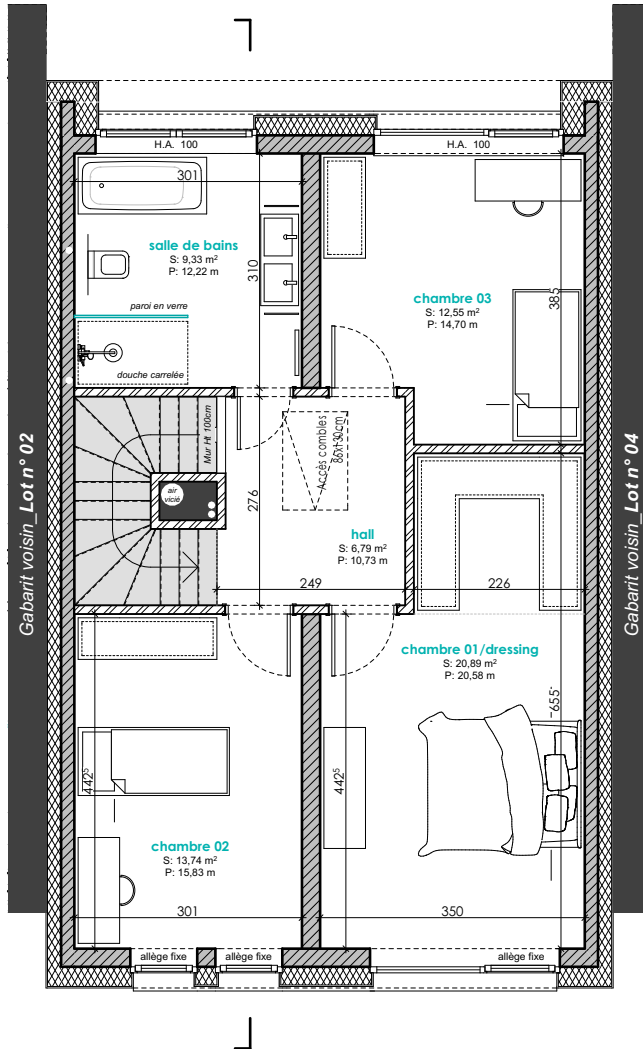 H.A. 100
H.A. 100
301
salle de bains
S: 9,33 m²
P: 12,22 m
310
paroi en verre
douche carrelée
chambre 03
S: 12,55 m²
P: 14,70 m
385
Mur Ht 100cm
air
vicié
Accès combles
86x130cm
276
hall
S: 6,79 m²
P: 10,73 m
249
226
Gabarit voisin_Lot n° 02
Gabarit voisin_Lot n° 04
chambre 01/dressing
S: 20,89 m²
P: 20,58 m
655
442⁵
442⁵
chambre 02
S: 13,74 m²
P: 15,83 m
301
350
allège fixe
allège fixe
allège fixe